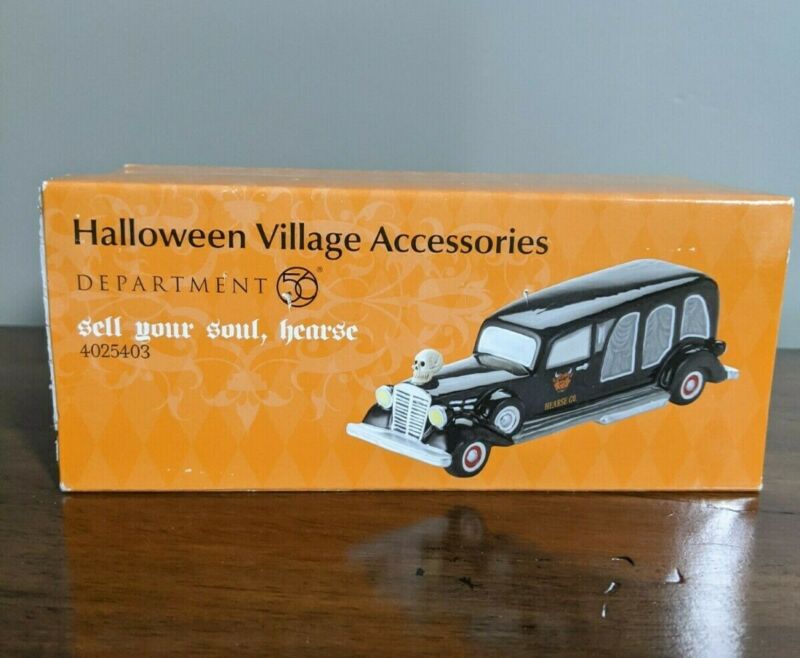 Halloween Village Accessories
DEPARTMENT 56®
sell your soul, hearse
4025403
HEARSE CO.